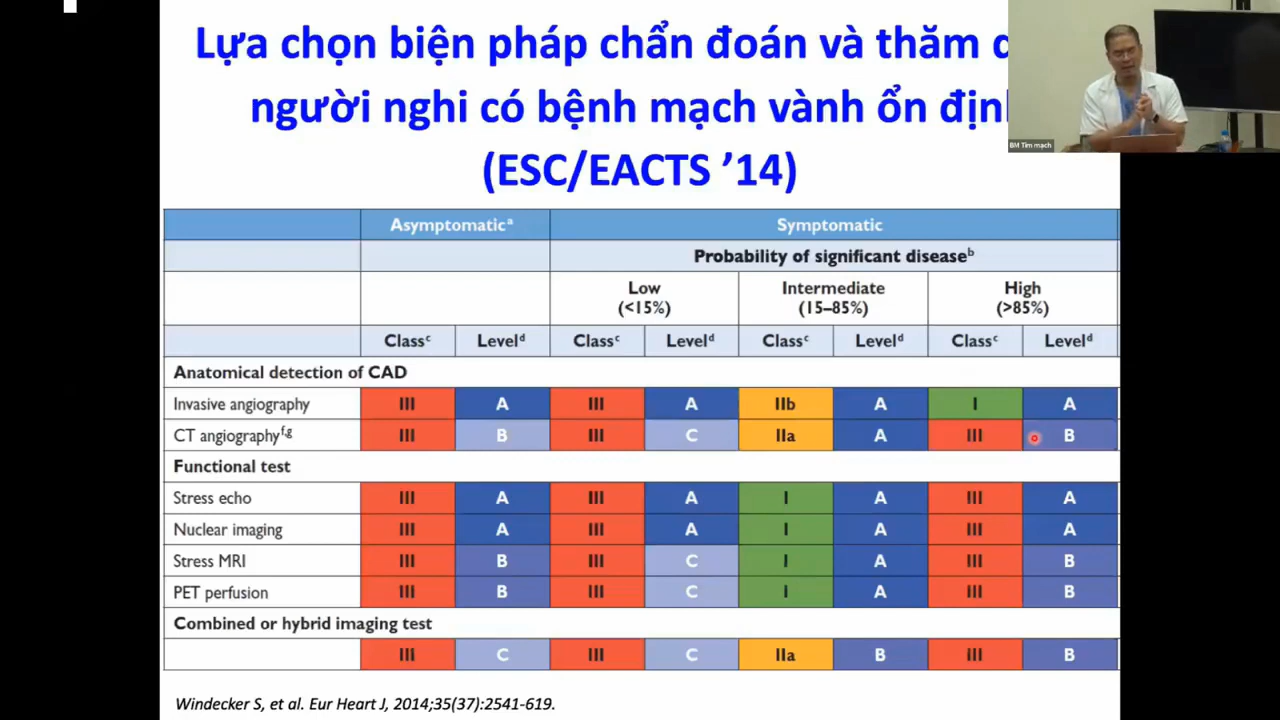 Lựa chọn biện pháp chẩn đoán và thăm
người nghi có bệnh mạch vành ổn định
(ESC/EACTS ’14)
BM Tim mạch
Asymptomaticᵃ Symptomatic
Probability of significant diseaseᵇ
Low Intermediate High
(<15%) (15–85%) (>85%)
Classᶜ Levelᵈ Classᶜ Levelᵈ Classᶜ Levelᵈ Classᶜ Levelᵈ
Anatomical detection of CAD
Invasive angiography III A III A IIb A I A
CT angiographyᶠ,ᵍ III B III C IIa A III B
Functional test
Stress echo III A III A I A III A
Nuclear imaging III A III A I A III A
Stress MRI III B III C I A III B
PET perfusion III B III C I A III B
Combined or hybrid imaging test
III C III C IIa B III B
Windecker S, et al. Eur Heart J, 2014;35(37):2541-619.